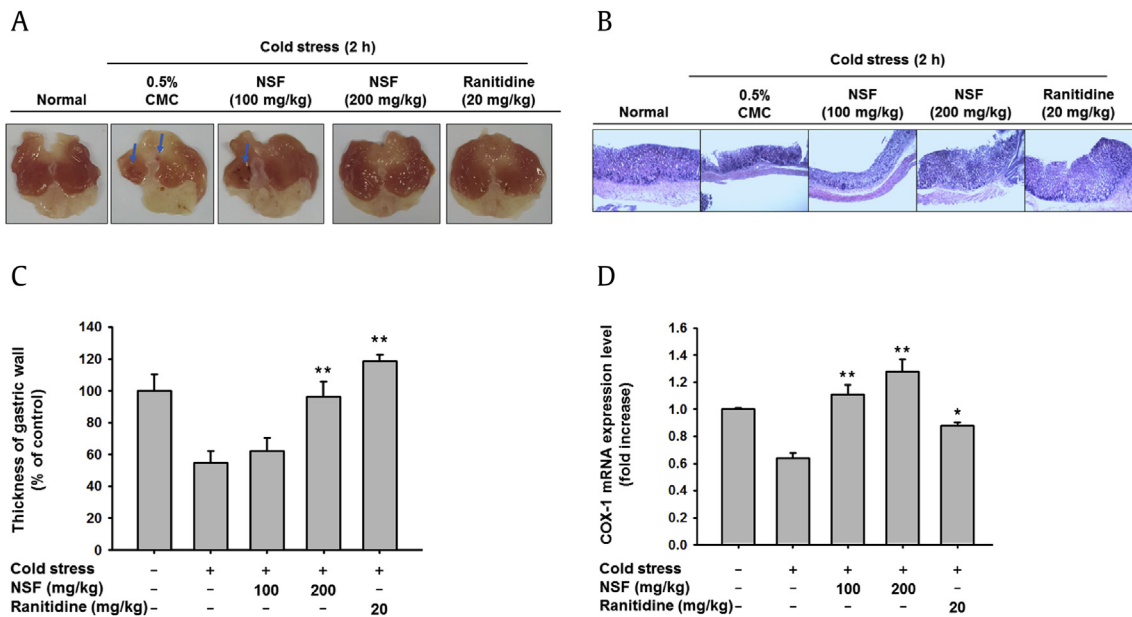 A
Cold stress (2 h)
Normal
0.5%
CMC
NSF
(100 mg/kg)
NSF
(200 mg/kg)
Ranitidine
(20 mg/kg)
B
Cold stress (2 h)
Normal
0.5%
CMC
NSF
(100 mg/kg)
NSF
(200 mg/kg)
Ranitidine
(20 mg/kg)
C
Thickness of gastric wall
(% of control)
140
120
100
80
60
40
20
0
**
**
Cold stress – + + + +
NSF (mg/kg) – – 100 200 –
Ranitidine (mg/kg) – – – – 20
D
COX-1 mRNA expression level
(fold increase)
1.6
1.4
1.2
1.0
0.8
0.6
0.4
0.2
0.0
**
**
*
Cold stress – + + + +
NSF (mg/kg) – – 100 200 –
Ranitidine (mg/kg) – – – – 20